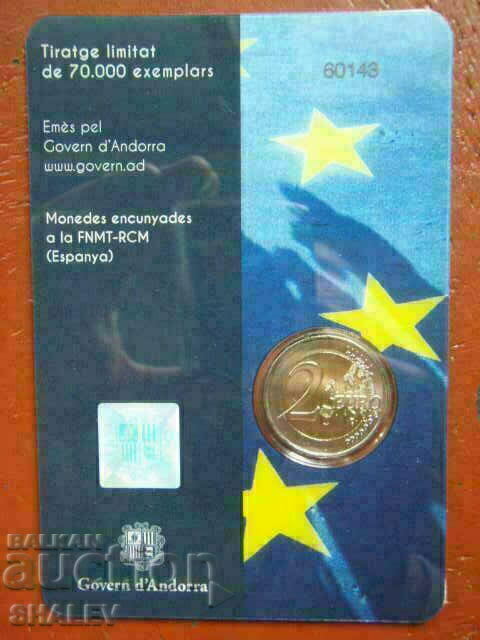 Tiratge limitat
de 70.000 exemplars
60143
Emès pel
Govern d'Andorra
www.govern.ad
Monedes encunyades
a la FNMT-RCM
(Espanya)
2 EURO
BALKAN
auction
Govern d'Andorra
SHALEV